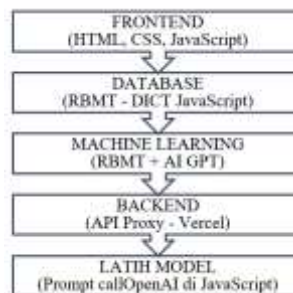 FRONTEND
(HTML, CSS, JavaScript)
DATABASE
(RBMT - DICT JavaScript)
MACHINE LEARNING
(RBMT + AI GPT)
BACKEND
(API Proxy - Vercel)
LATIH MODEL
(Prompt callOpenAI di JavaScript)